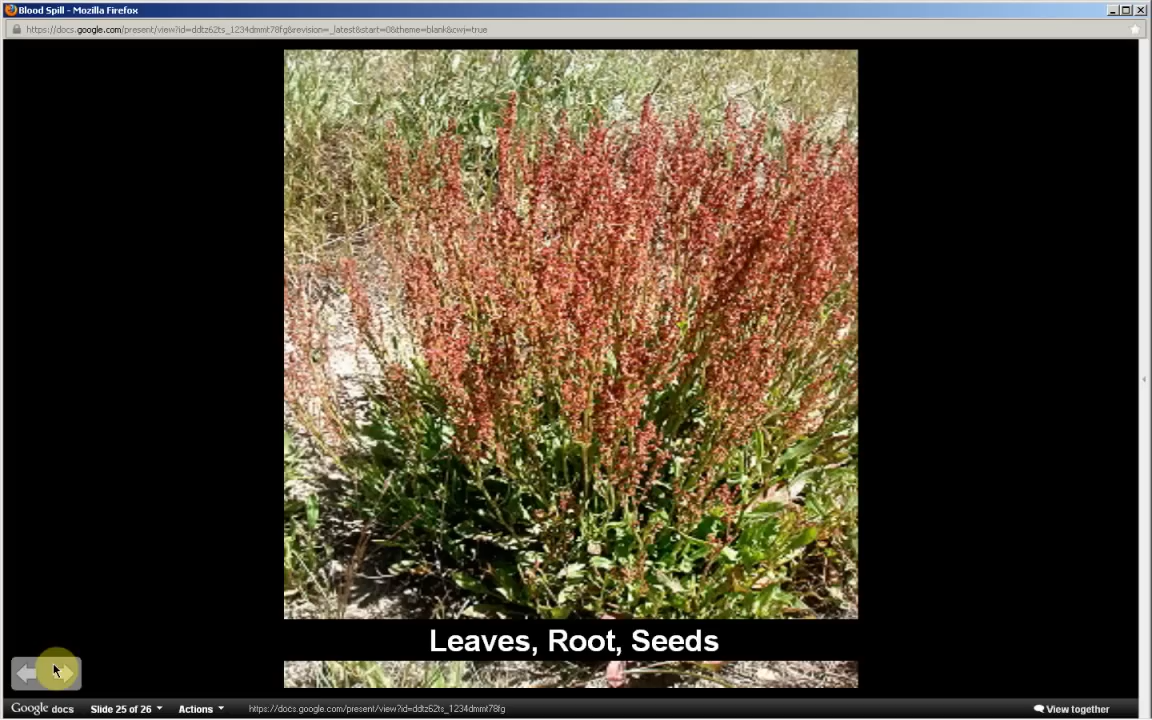 Blood Spill - Mozilla Firefox
https://docs.google.com/present/view?id=ddtz62ts_1234dmmt78fg&revision=_latest&start=0&theme=blank&cwj=true
Leaves, Root, Seeds
Google docs
Slide 25 of 26
Actions
https://docs.google.com/present/view?id=ddtz62ts_1234dmmt78fg
View together